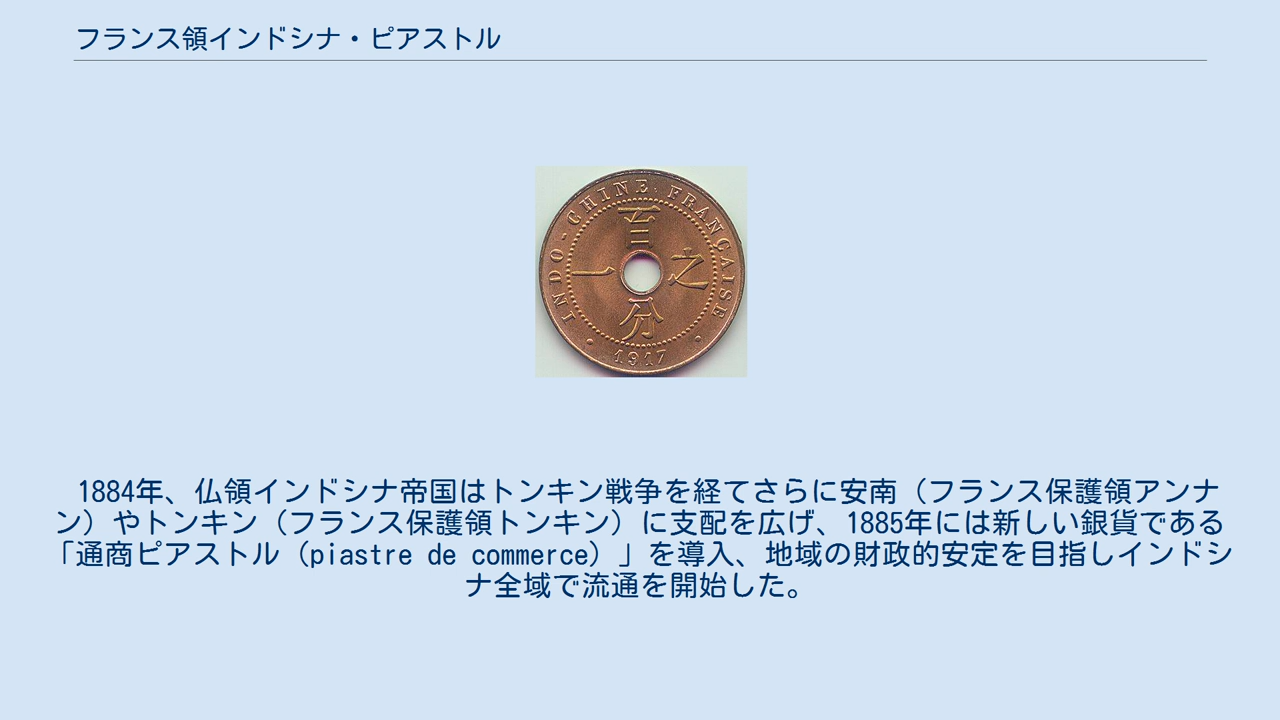 フランス領インドシナ・ピアストル
INDO-CHINE FRANÇAISE
百
一 之
分
• 1917 •
1884年、仏領インドシナ帝国はトンキン戦争を経てさらに安南（フランス保護領アンナ
ン）やトンキン（フランス保護領トンキン）に支配を広げ、1885年には新しい銀貨である
「通商ピアストル（piastre de commerce）」を導入、地域の財政的安定を目指しインドシ
ナ全域で流通を開始した。